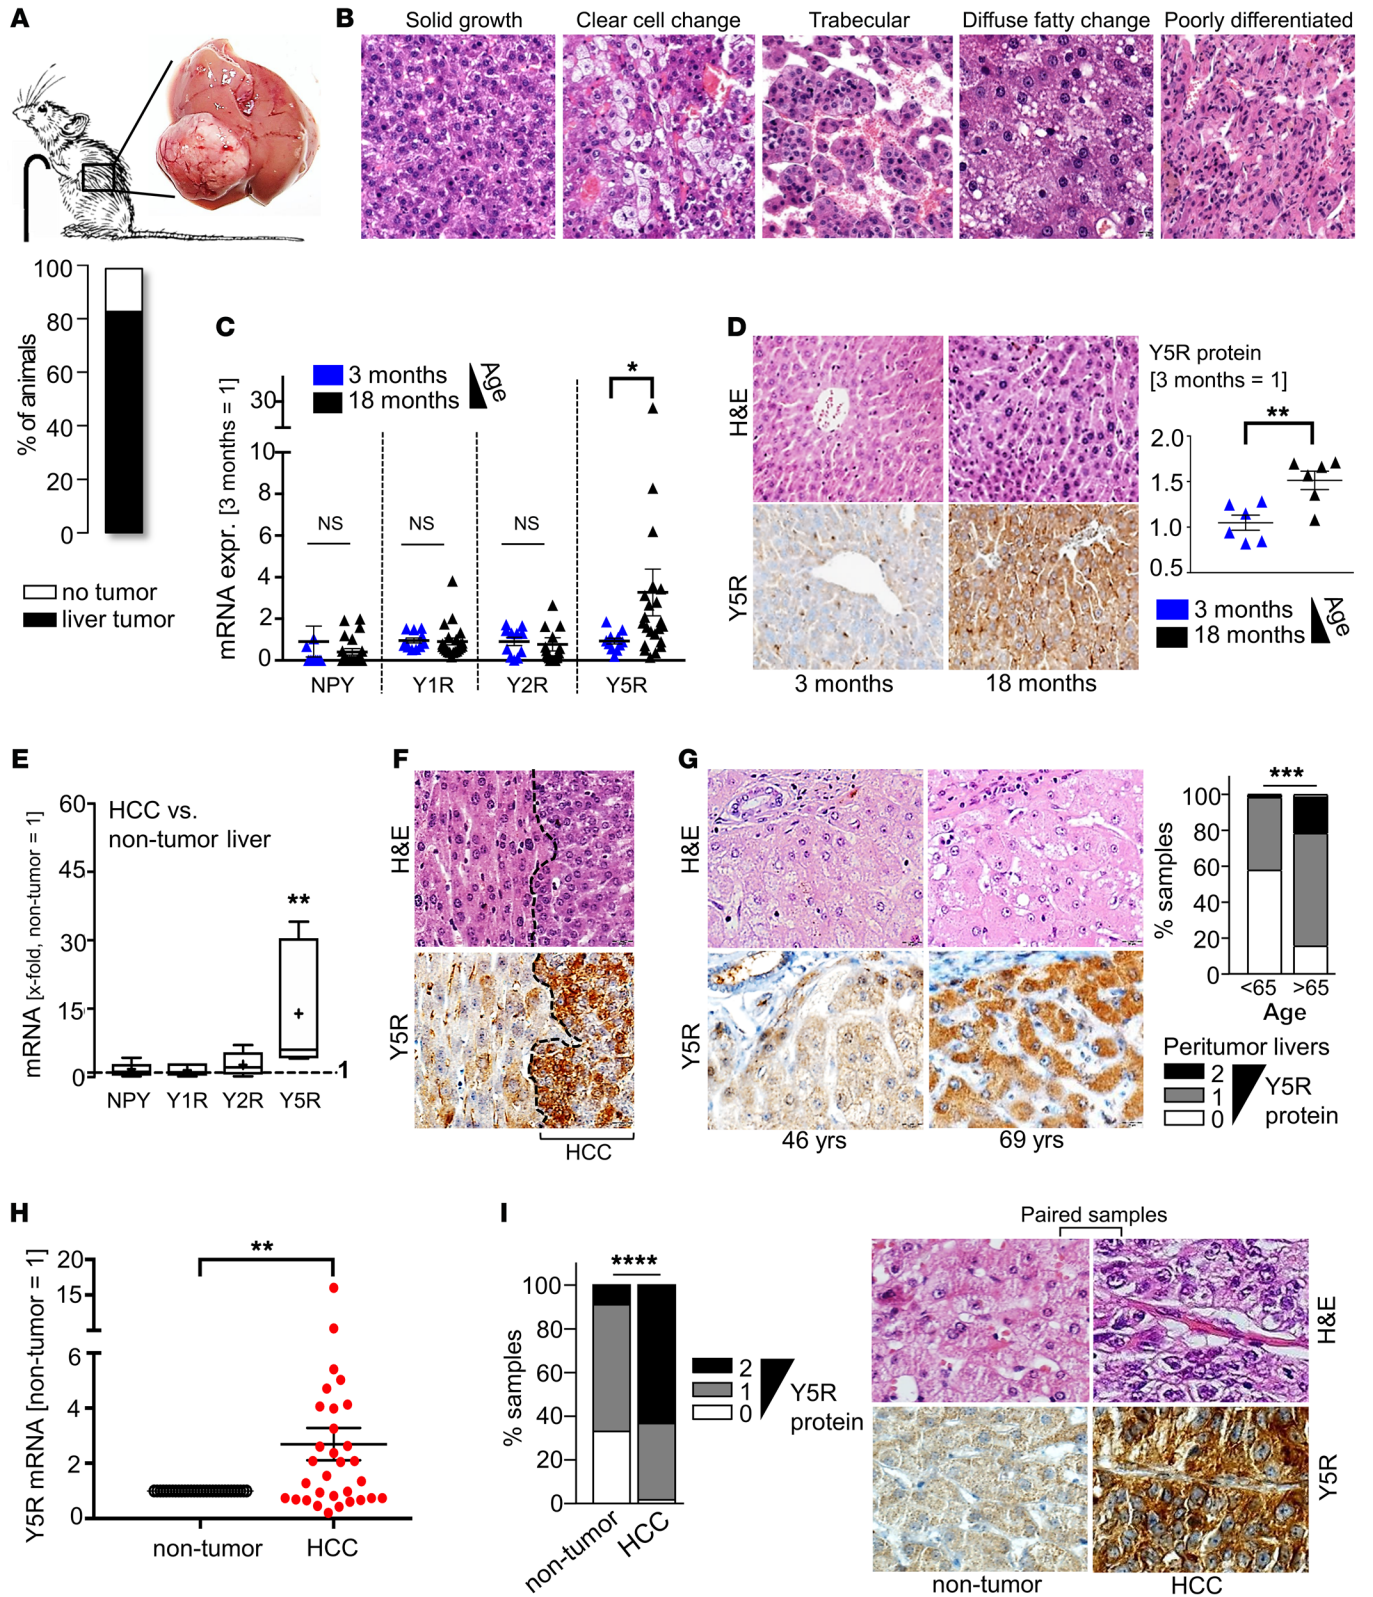 A
100
80
60
40
20
0
% of animals
no tumor
liver tumor
B
Solid growth
Clear cell change
Trabecular
Diffuse fatty change
Poorly differentiated
C
3 months
18 months
Age
mRNA expr. [3 months = 1]
30
10
8
6
4
2
0
NS
NS
NS
*
NPY
Y1R
Y2R
Y5R
D
H&E
Y5R
3 months
18 months
Y5R protein
[3 months = 1]
**
2.0
1.5
1.0
0.5
3 months
18 months
Age
E
mRNA [x-fold, non-tumor = 1]
60
45
30
15
0
HCC vs.
non-tumor liver
**
1
NPY
Y1R
Y2R
Y5R
F
H&E
Y5R
HCC
G
H&E
Y5R
46 yrs
69 yrs
***
% samples
100
80
60
40
20
0
<65
>65
Age
Peritumor livers
2
1
0
Y5R
protein
H
Y5R mRNA [non-tumor = 1]
20
15
6
4
2
0
**
non-tumor
HCC
I
****
% samples
100
80
60
40
20
0
non-tumor
HCC
2
1
0
Y5R
protein
Paired samples
H&E
Y5R
non-tumor
HCC